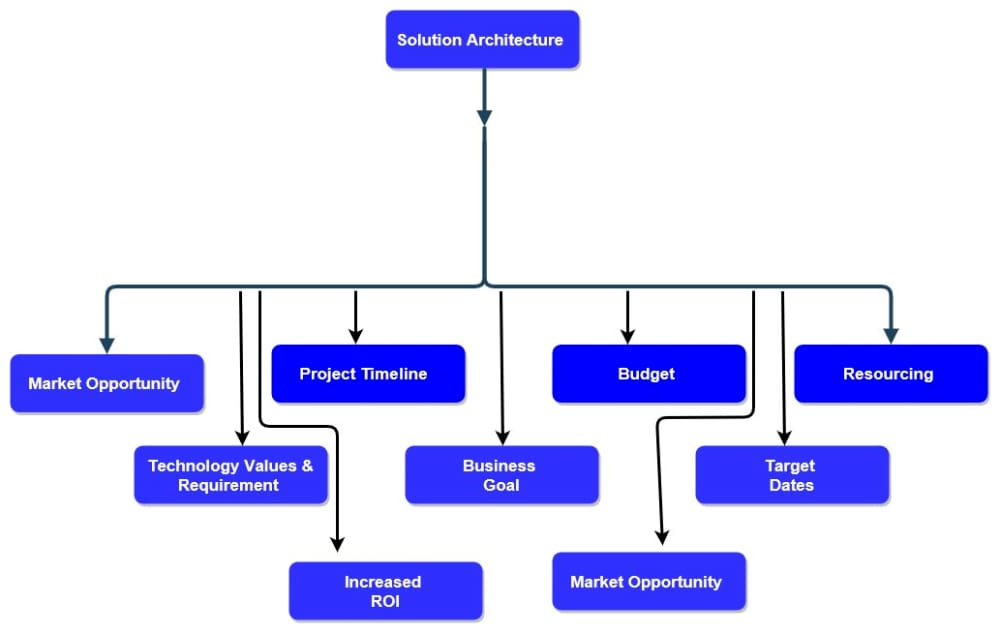 Solution Architecture
Market Opportunity
Project Timeline
Budget
Resourcing
Technology Values &
Requirement
Business
Goal
Target
Dates
Increased
ROI
Market Opportunity